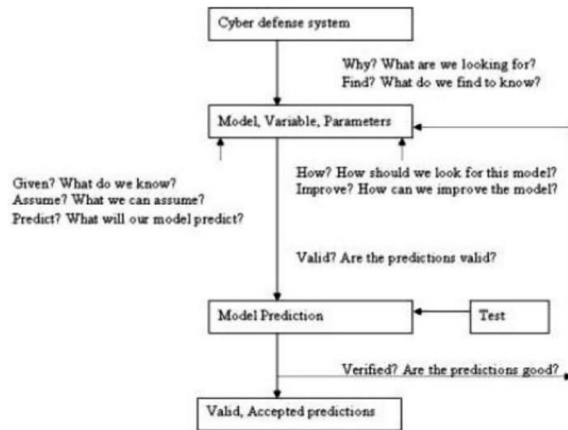 Cyber defense system
Why? What are we looking for?
Find? What do we find to know?
Model, Variable, Parameters
Given? What do we know?
Assume? What we can assume?
Predict? What will our model predict?
How? How should we look for this model?
Improve? How can we improve the model?
Valid? Are the predictions valid?
Model Prediction
Test
Verified? Are the predictions good?
Valid, Accepted predictions